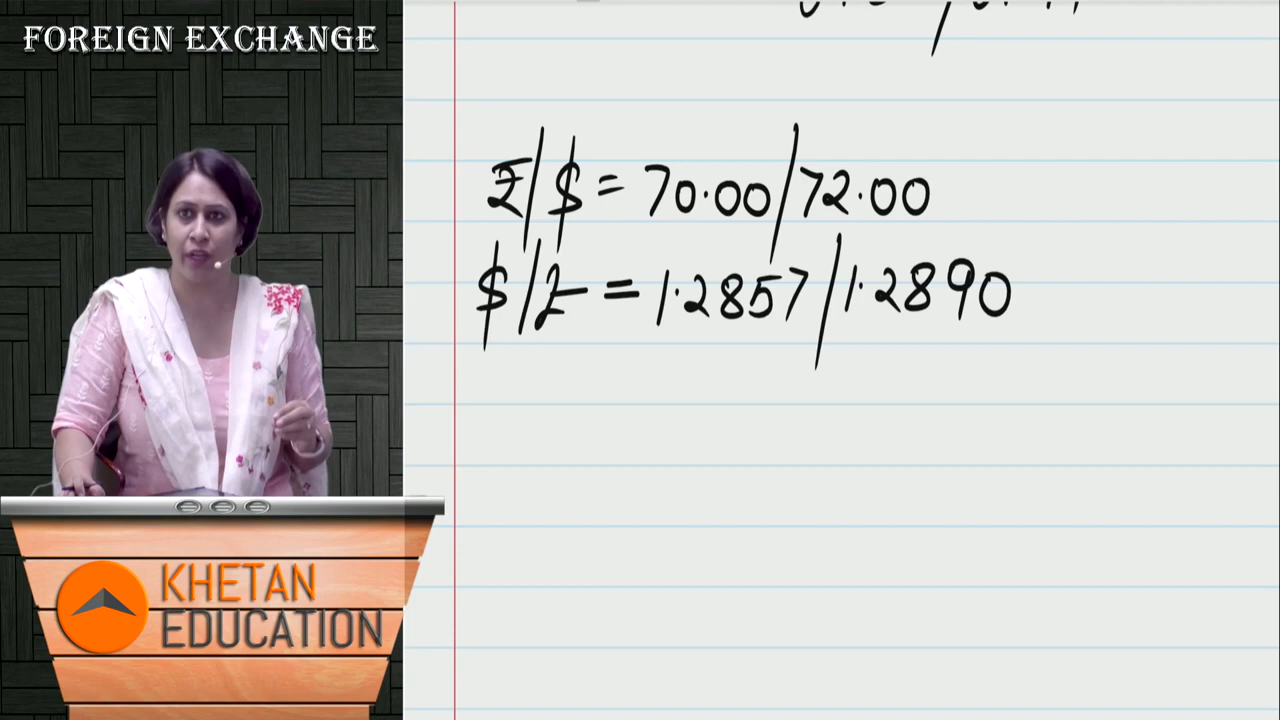 FOREIGN EXCHANGE
₹/$ = 70.00/72.00
$/£ = 1.2857/1.2890
KHETAN
EDUCATION